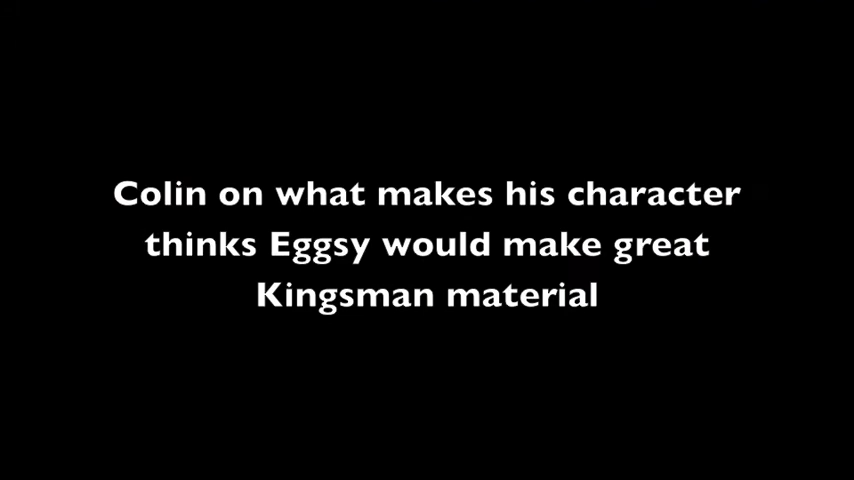 Colin on what makes his character
thinks Eggsy would make great
Kingsman material